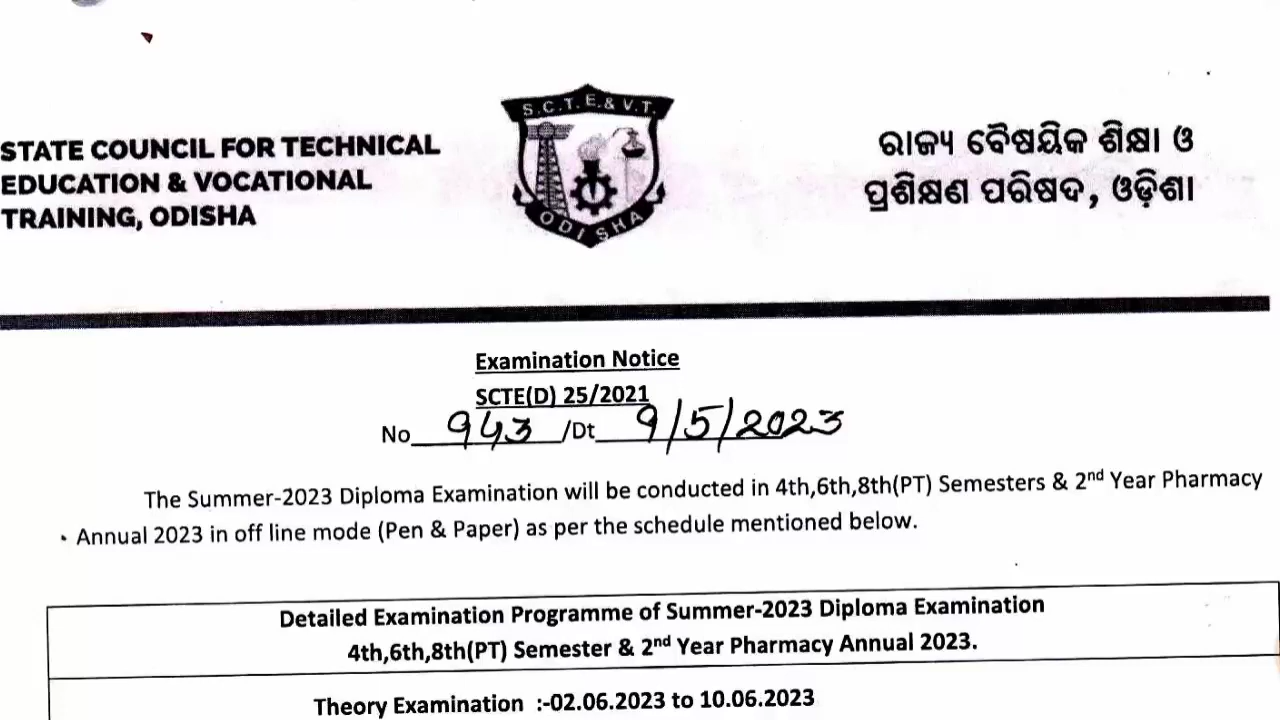 STATE COUNCIL FOR TECHNICAL
EDUCATION & VOCATIONAL
TRAINING, ODISHA
S.C.T.E.& V.T.
ODISHA
ରାଜ୍ୟ ବୈଷୟିକ ଶିକ୍ଷା ଓ
ପ୍ରଶିକ୍ଷଣ ପରିଷଦ, ଓଡ଼ିଶା
Examination Notice
SCTE(D) 25/2021
No 943 /Dt 9/5/2023
The Summer-2023 Diploma Examination will be conducted in 4th,6th,8th(PT) Semesters & 2nd Year Pharmacy
Annual 2023 in off line mode (Pen & Paper) as per the schedule mentioned below.
Detailed Examination Programme of Summer-2023 Diploma Examination
4th,6th,8th(PT) Semester & 2nd Year Pharmacy Annual 2023.
Theory Examination :-02.06.2023 to 10.06.2023